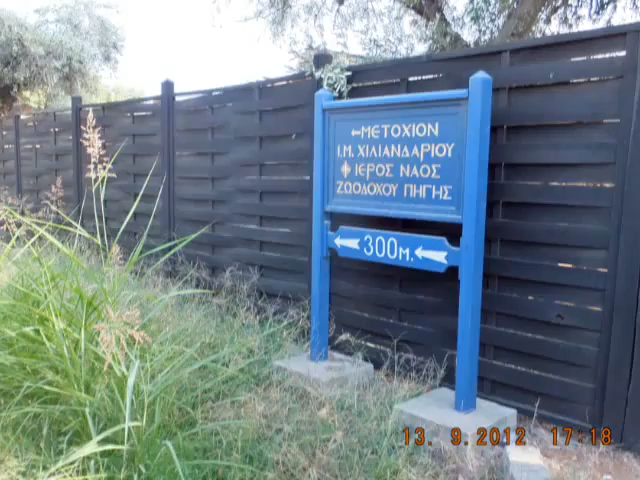 ←ΜΕΤΟΧΙΟΝ
Ι.Μ. ΧΙΛΙΑΝΔΑΡΙΟΥ
ΙΕΡΟΣ ΝΑΟΣ
ΖΩΟΔΟΧΟΥ ΠΗΓΗΣ
← 300Μ. ←
13. 9.2012 17:18